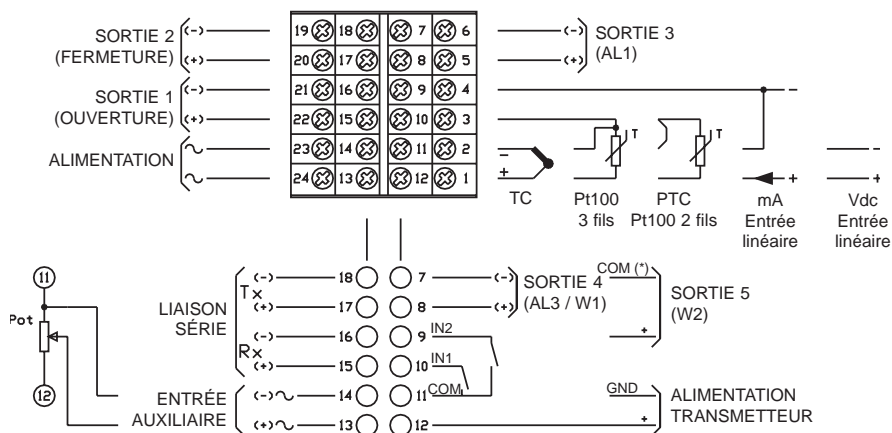 SORTIE 2
(FERMETURE)
(-)
(+)
19 18 7 6
20 17 8 5
(-)
(+)
SORTIE 3
(AL1)
SORTIE 1
(OUVERTURE)
(-)
(+)
21 16 9 4
22 15 10 3
-
ALIMENTATION
23 14 11 2
24 13 12 1
-
+
TC
T
Pt100
3 fils
T
PTC
Pt100 2 fils
+
mA
Entrée
linéaire
-
+
Vdc
Entrée
linéaire
11
Pot
12
LIAISON
SÉRIE
Tx
(-)
(+)
Rx
(-)
(+)
18 7
17 8
16 9 IN2
15 10 IN1
ENTRÉE
AUXILIAIRE
(-)
(+)
14 11 COM
13 12
(-)
(+)
SORTIE 4
(AL3 / W1)
COM (*)
+
SORTIE 5
(W2)
GND
+
ALIMENTATION
TRANSMETTEUR